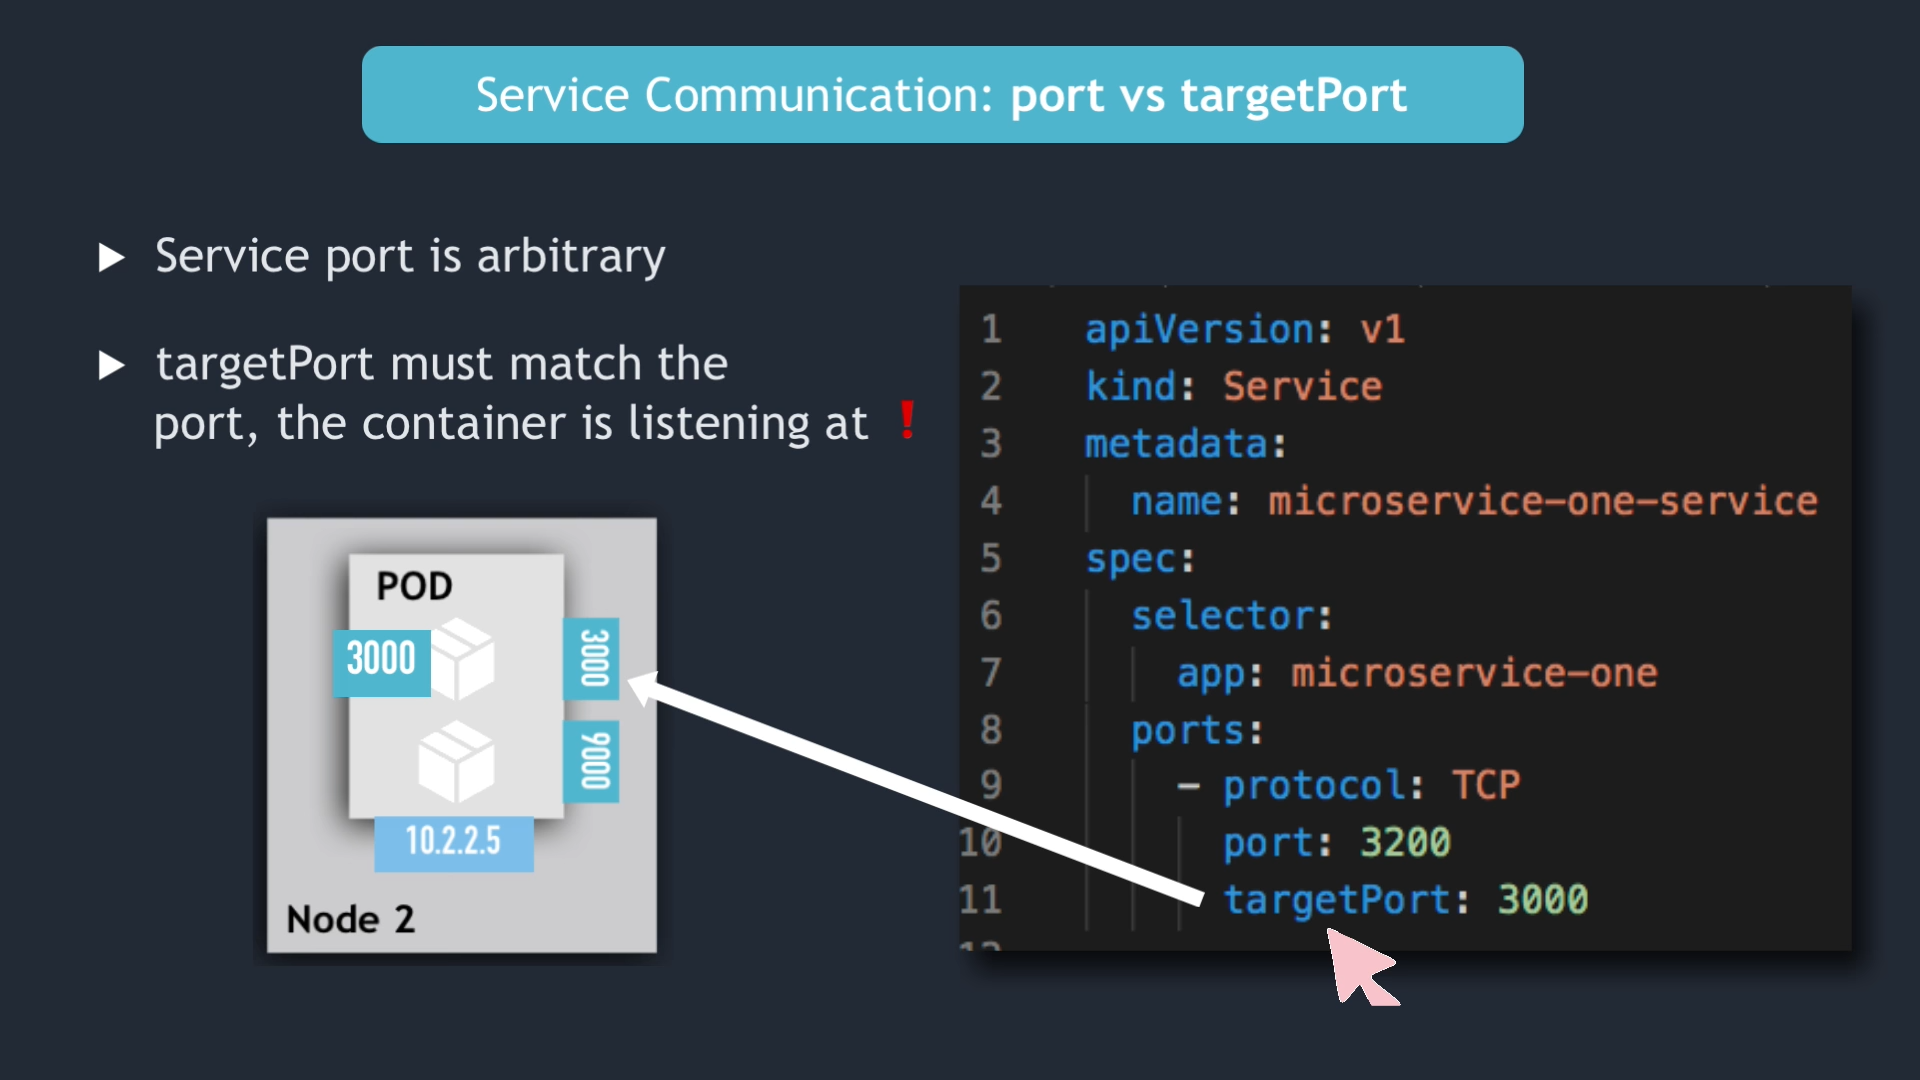 Service Communication: port vs targetPort
Service port is arbitrary
targetPort must match the
port, the container is listening at !
POD
3000
3000
9000
10.2.2.5
Node 2
1 apiVersion: v1
2 kind: Service
3 metadata:
4 name: microservice-one-service
5 spec:
6 selector:
7 app: microservice-one
8 ports:
9 - protocol: TCP
10 port: 3200
11 targetPort: 3000